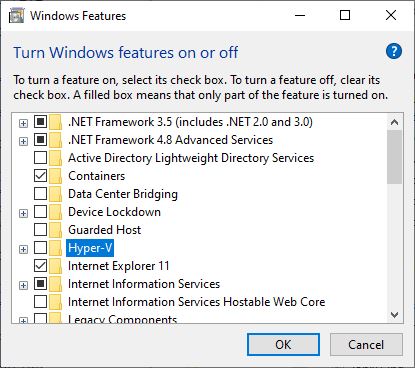 Windows Features
Turn Windows features on or off
?
To turn a feature on, select its check box. To turn a feature off, clear its
check box. A filled box means that only part of the feature is turned on.
.NET Framework 3.5 (includes .NET 2.0 and 3.0)
.NET Framework 4.8 Advanced Services
Active Directory Lightweight Directory Services
Containers
Data Center Bridging
Device Lockdown
Guarded Host
Hyper-V
Internet Explorer 11
Internet Information Services
Internet Information Services Hostable Web Core
Legacy Components
OK
Cancel